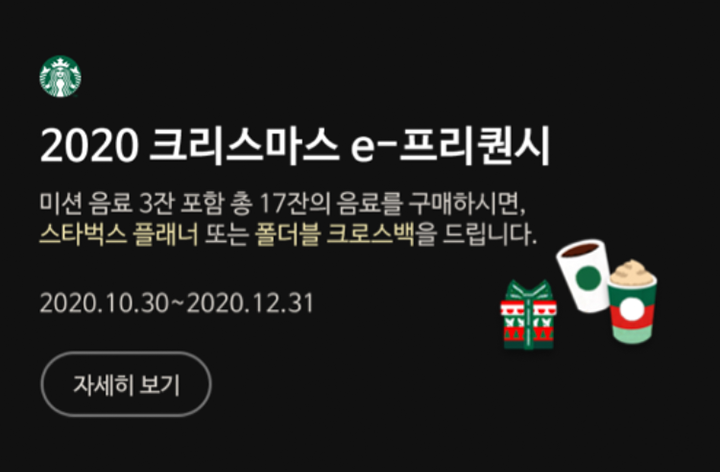 2020 크리스마스 e-프리퀀시
미션 음료 3잔 포함 총 17잔의 음료를 구매하시면,
스타벅스 플래너 또는 폴더블 크로스백을 드립니다.
2020.10.30~2020.12.31
자세히 보기